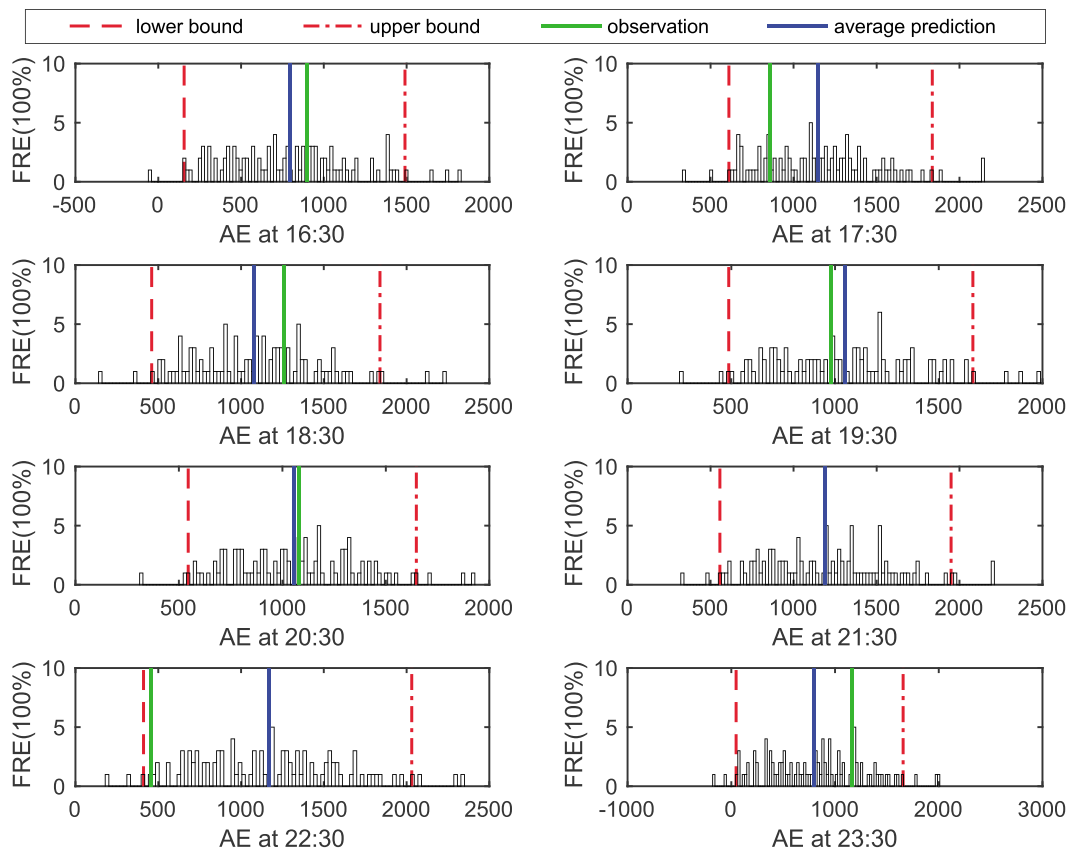 lower bound upper bound observation average prediction
FRE(100%)
10
5
0
-500 0 500 1000 1500 2000
AE at 16:30
FRE(100%)
10
5
0
0 500 1000 1500 2000 2500
AE at 17:30
FRE(100%)
10
5
0
0 500 1000 1500 2000 2500
AE at 18:30
FRE(100%)
10
5
0
0 500 1000 1500 2000
AE at 19:30
FRE(100%)
10
5
0
0 500 1000 1500 2000
AE at 20:30
FRE(100%)
10
5
0
0 500 1000 1500 2000 2500
AE at 21:30
FRE(100%)
10
5
0
0 500 1000 1500 2000 2500
AE at 22:30
FRE(100%)
10
5
0
-1000 0 1000 2000 3000
AE at 23:30